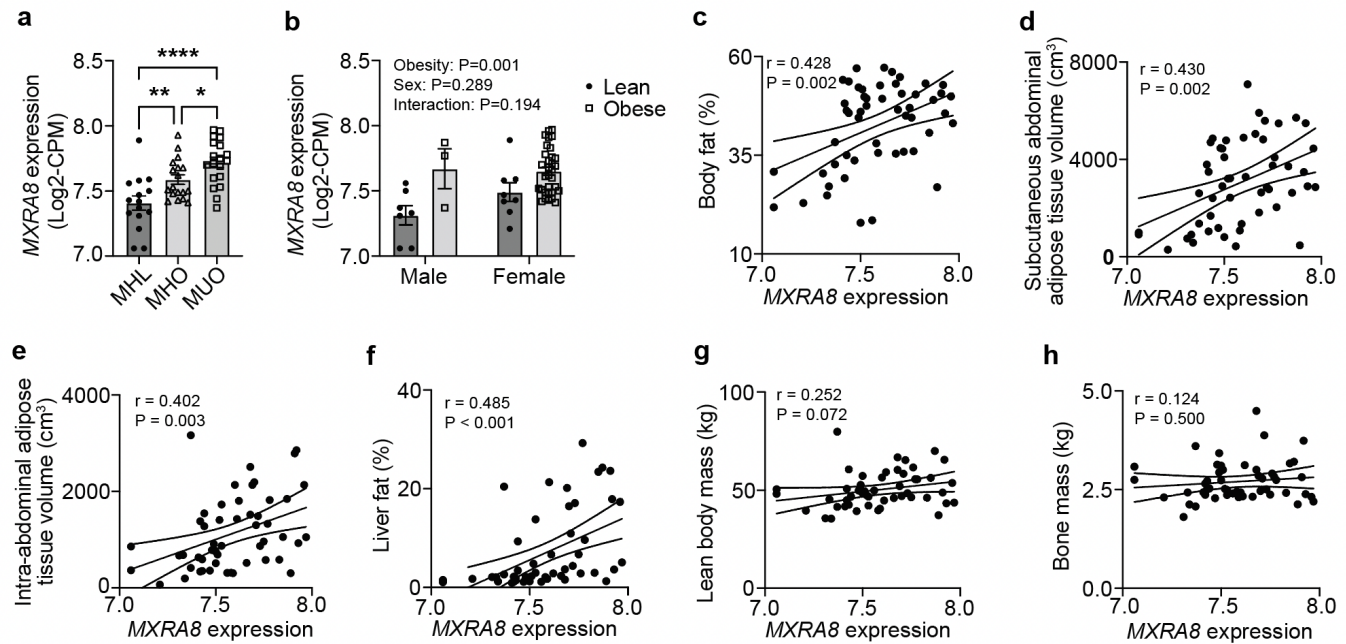 a
MXRA8 expression
(Log2-CPM)
8.5
8.0
7.5
7.0
****
**
*
MHL
MHO
MUO
b
MXRA8 expression
(Log2-CPM)
8.5
8.0
7.5
7.0
Obesity: P=0.001
Sex: P=0.289
Interaction: P=0.194
Lean
Obese
Male
Female
c
Body fat (%)
60
35
10
r = 0.428
P = 0.002
7.0
7.5
8.0
MXRA8 expression
d
Subcutaneous abdominal
adipose tissue volume (cm³)
8000
4000
0
r = 0.430
P = 0.002
7.0
7.5
8.0
MXRA8 expression
e
Intra-abdominal adipose
tissue volume (cm³)
4000
2000
0
r = 0.402
P = 0.003
7.0
7.5
8.0
MXRA8 expression
f
Liver fat (%)
40
20
0
r = 0.485
P < 0.001
7.0
7.5
8.0
MXRA8 expression
g
Lean body mass (kg)
100
50
0
r = 0.252
P = 0.072
7.0
7.5
8.0
MXRA8 expression
h
Bone mass (kg)
5.0
2.5
0.0
r = 0.124
P = 0.500
7.0
7.5
8.0
MXRA8 expression